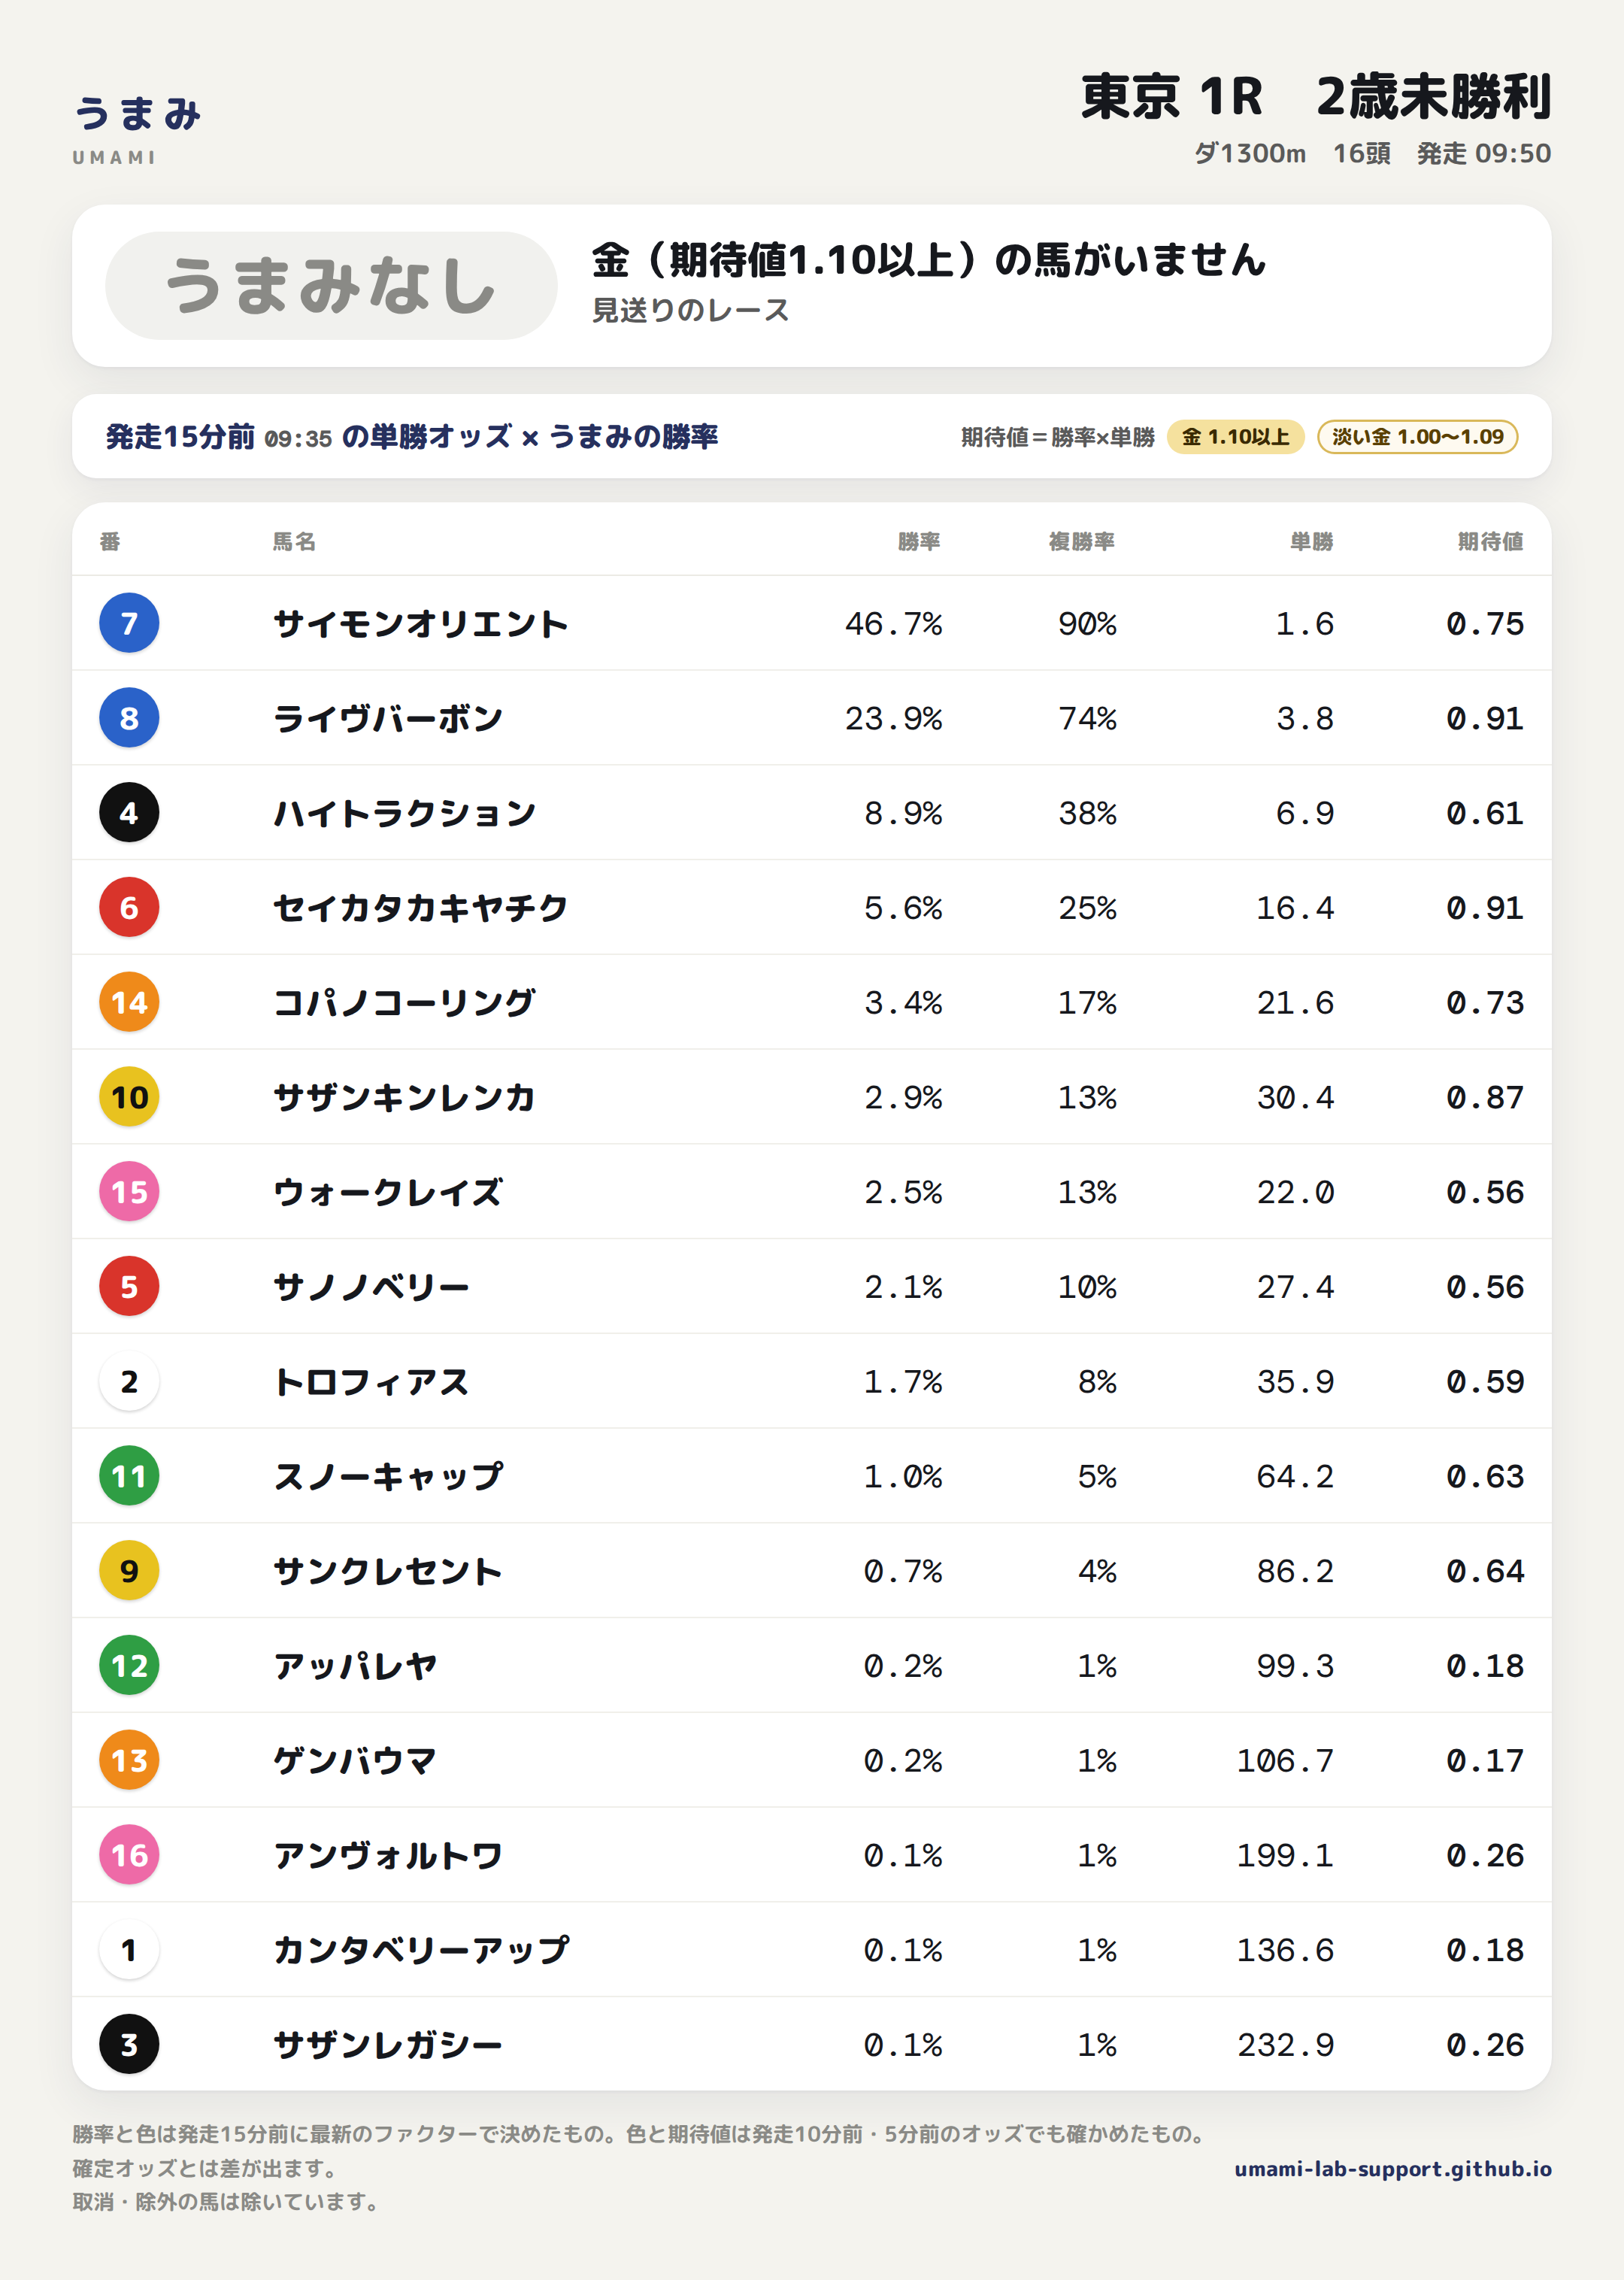 うまみ
UMAMI
東京 1R　2歳未勝利
ダ1300m　16頭　発走 09:50
うまみなし
金（期待値1.10以上）の馬がいません
見送りのレース
発走15分前 09:35 の単勝オッズ × うまみの勝率
期待値＝勝率×単勝 金 1.10以上 淡い金 1.00〜1.09
番 馬名 勝率 複勝率 単勝 期待値
7 サイモンオリエント 46.7% 90% 1.6 0.75
8 ライヴバーボン 23.9% 74% 3.8 0.91
4 ハイトラクション 8.9% 38% 6.9 0.61
6 セイカタカキヤチク 5.6% 25% 16.4 0.91
14 コパノコーリング 3.4% 17% 21.6 0.73
10 サザンキンレンカ 2.9% 13% 30.4 0.87
15 ウォークレイズ 2.5% 13% 22.0 0.56
5 サノノベリー 2.1% 10% 27.4 0.56
2 トロフィアス 1.7% 8% 35.9 0.59
11 スノーキャップ 1.0% 5% 64.2 0.63
9 サンクレセント 0.7% 4% 86.2 0.64
12 アッパレヤ 0.2% 1% 99.3 0.18
13 ゲンバウマ 0.2% 1% 106.7 0.17
16 アンヴォルトワ 0.1% 1% 199.1 0.26
1 カンタベリーアップ 0.1% 1% 136.6 0.18
3 サザンレガシー 0.1% 1% 232.9 0.26
勝率と色は発走15分前に最新のファクターで決めたもの。色と期待値は発走10分前・5分前のオッズでも確かめたもの。
確定オッズとは差が出ます。
取消・除外の馬は除いています。
umami-lab-support.github.io